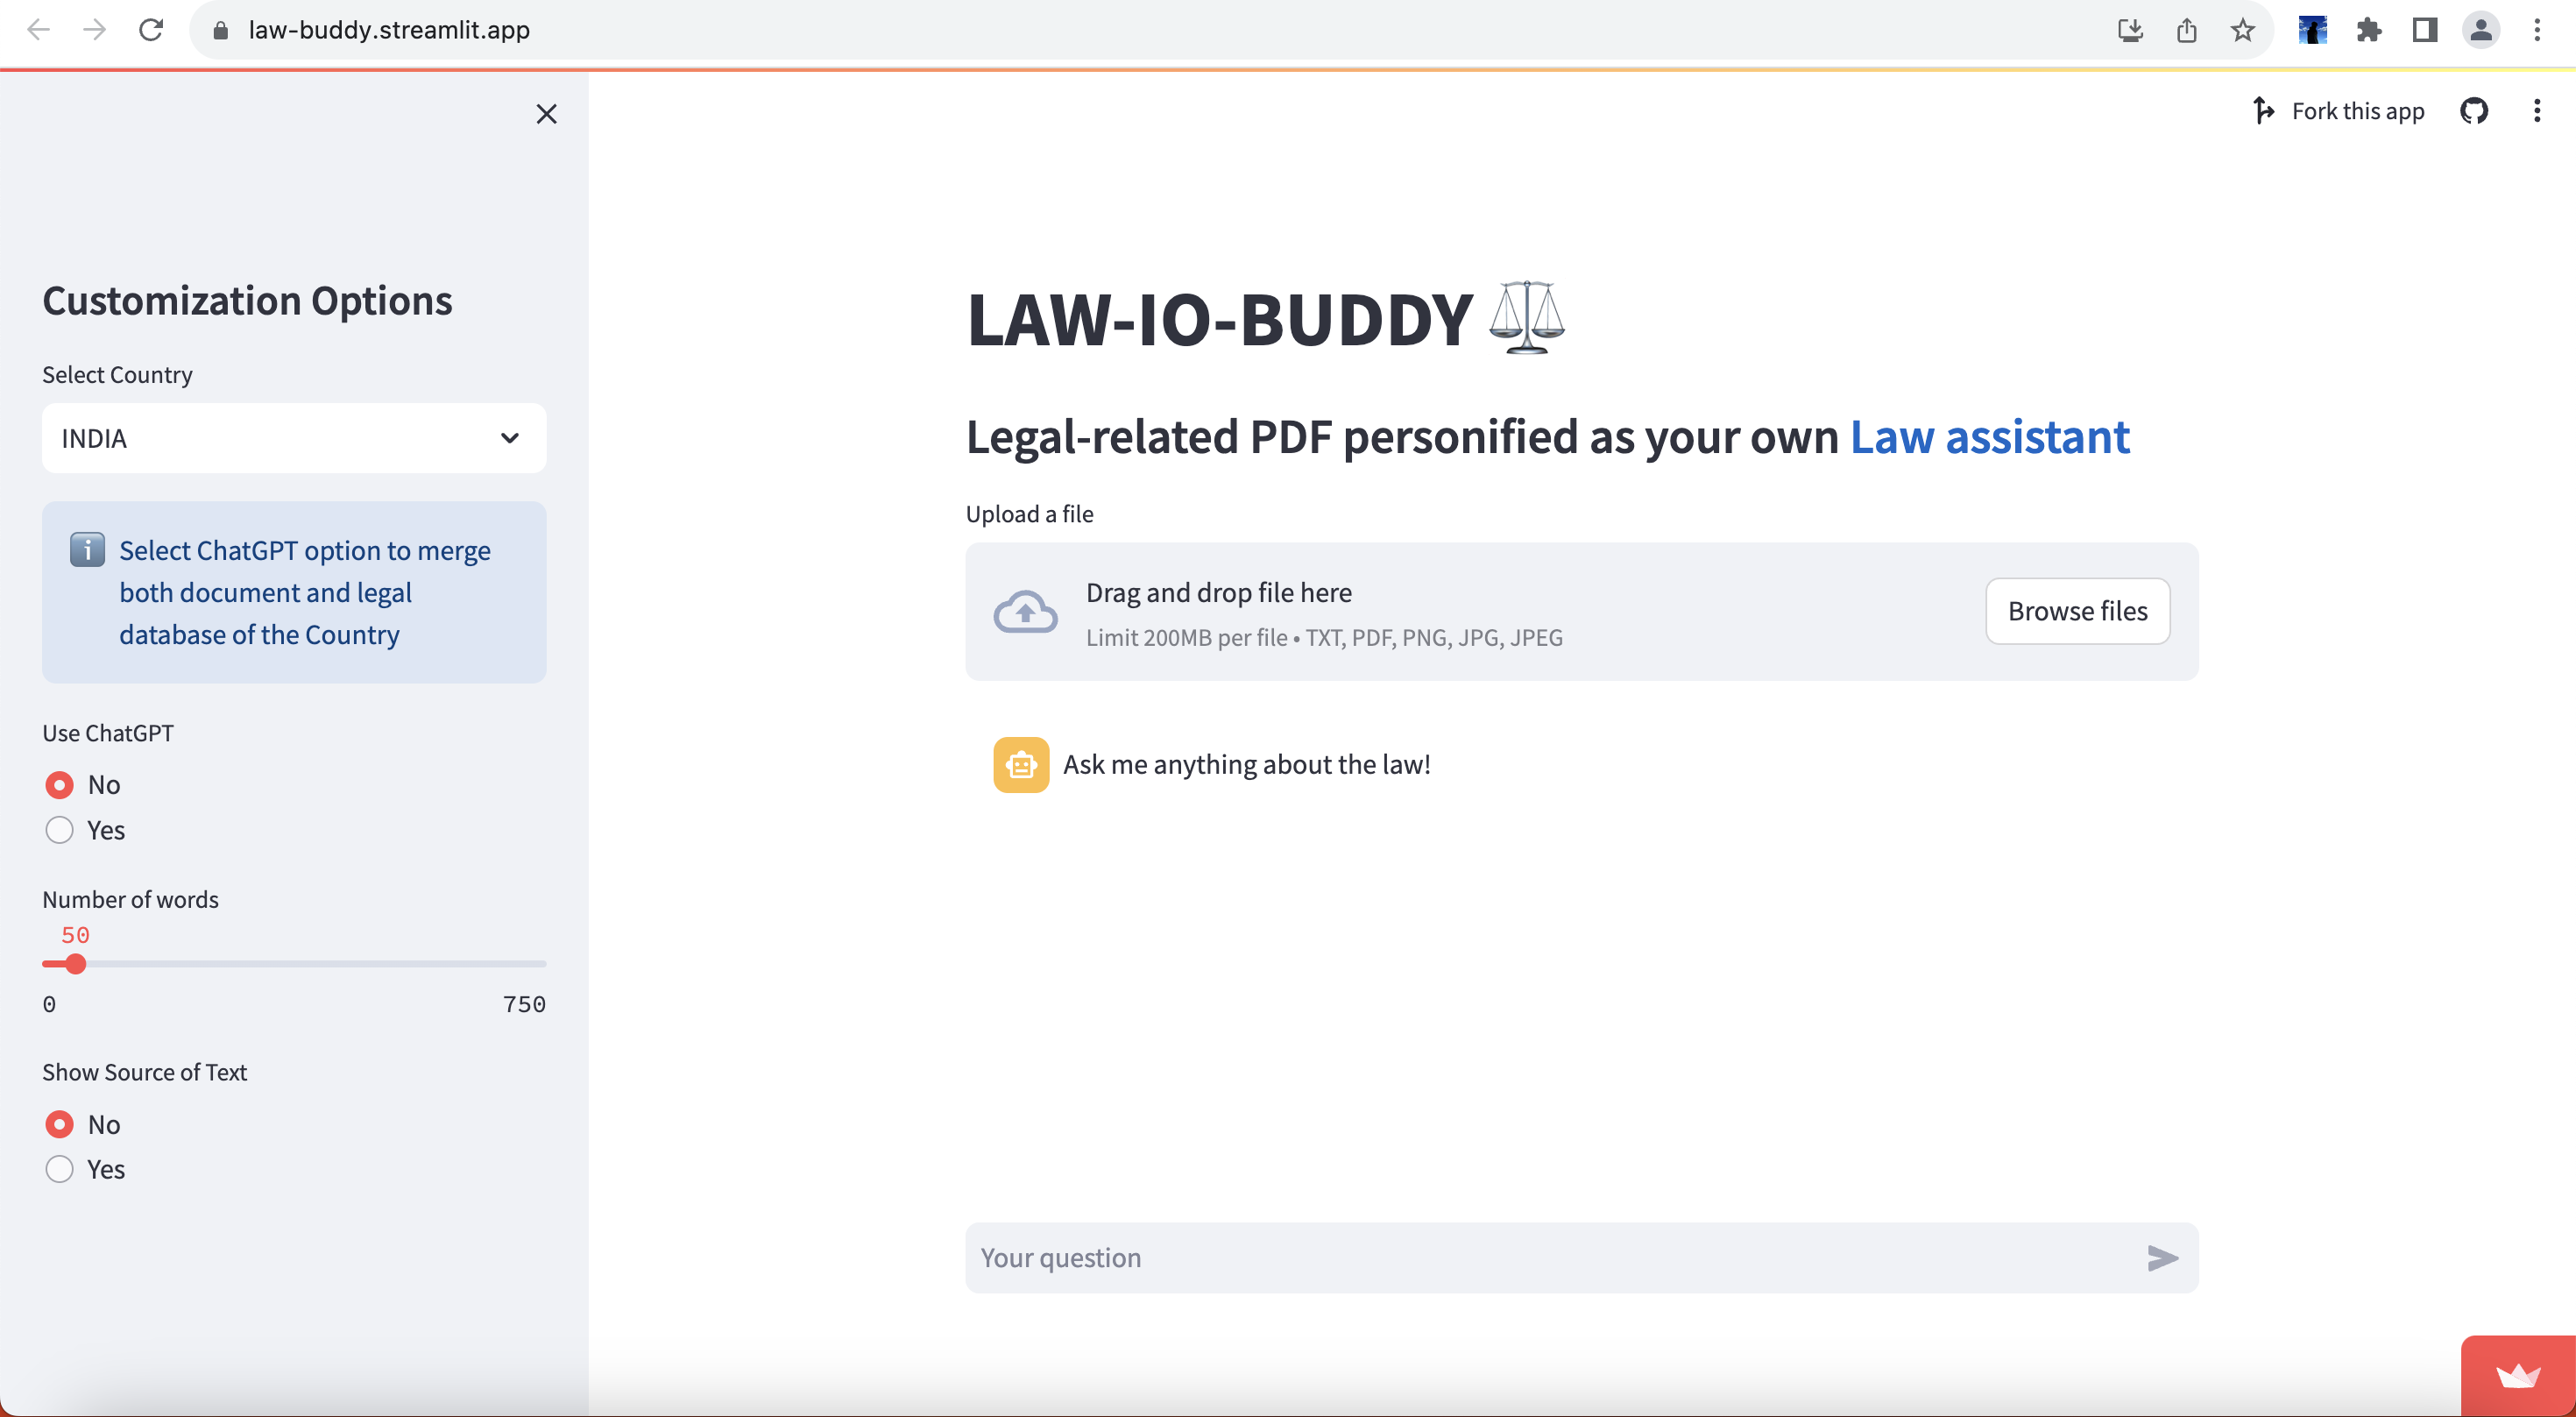 law-buddy.streamlit.app
Fork this app
Customization Options
Select Country
INDIA
Select ChatGPT option to merge
both document and legal
database of the Country
Use ChatGPT
No
Yes
Number of words
50
0 750
Show Source of Text
No
Yes
LAW-IO-BUDDY
Legal-related PDF personified as your own Law assistant
Upload a file
Drag and drop file here
Limit 200MB per file • TXT, PDF, PNG, JPG, JPEG
Browse files
Ask me anything about the law!
Your question